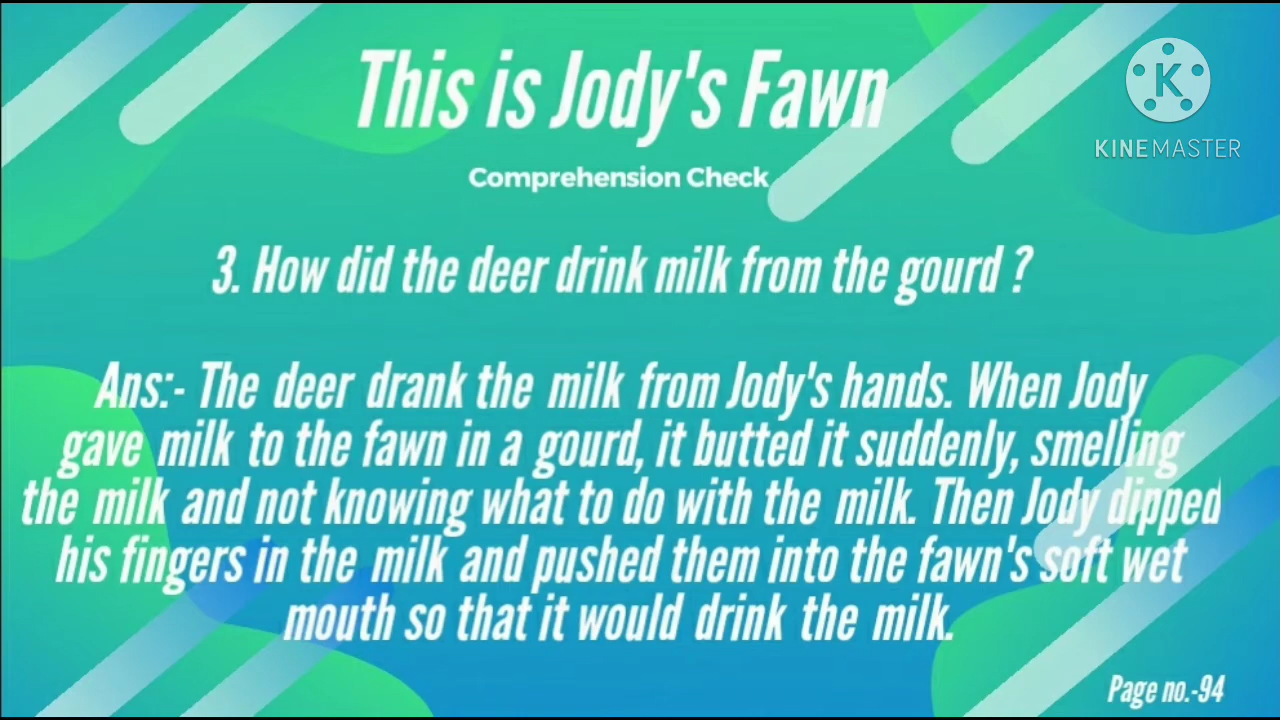 This is Jody's Fawn
K
KINEMASTER
Comprehension Check
3. How did the deer drink milk from the gourd ?
Ans:- The deer drank the milk from Jody's hands. When Jody
gave milk to the fawn in a gourd, it butted it suddenly, smelling
the milk and not knowing what to do with the milk. Then Jody dipped
his fingers in the milk and pushed them into the fawn's soft wet
mouth so that it would drink the milk.
Page no.-94